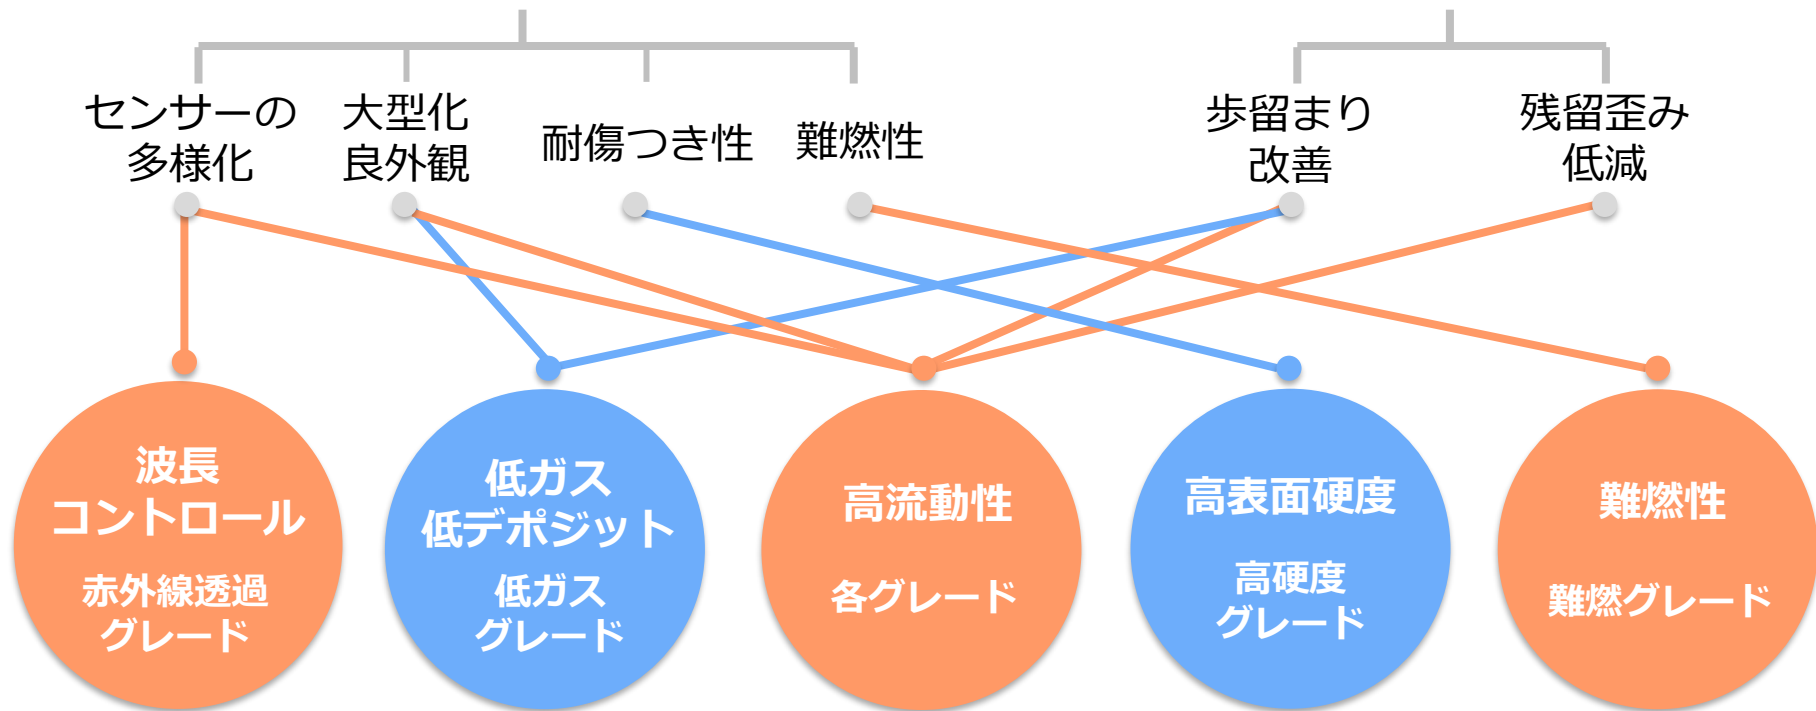 センサーの
多様化
大型化
良外観
耐傷つき性
難燃性
歩留まり
改善
残留歪み
低減
波長
コントロール
赤外線透過
グレード
低ガス
低デポジット
低ガス
グレード
高流動性
各グレード
高表面硬度
高硬度
グレード
難燃性
難燃グレード